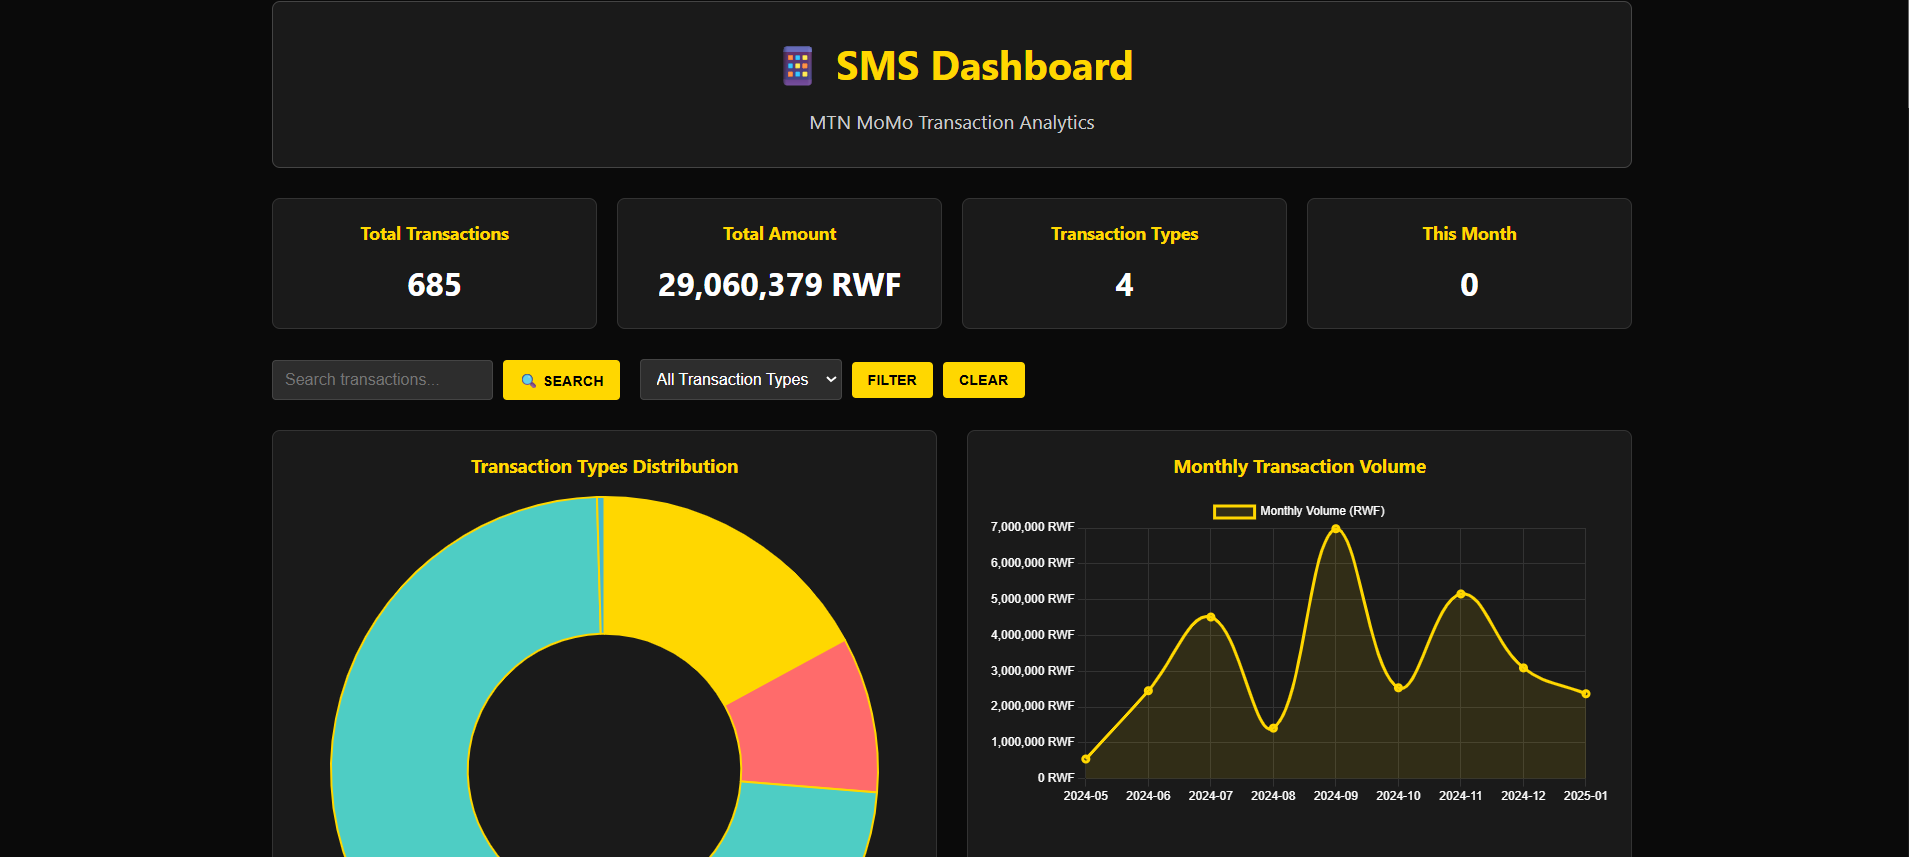 SMS Dashboard
MTN MoMo Transaction Analytics
Total Transactions
685
Total Amount
29,060,379 RWF
Transaction Types
4
This Month
0
Search transactions...
SEARCH
All Transaction Types
FILTER
CLEAR
Transaction Types Distribution
Monthly Transaction Volume
Monthly Volume (RWF)
7,000,000 RWF
6,000,000 RWF
5,000,000 RWF
4,000,000 RWF
3,000,000 RWF
2,000,000 RWF
1,000,000 RWF
0 RWF
2024-05 2024-06 2024-07 2024-08 2024-09 2024-10 2024-11 2024-12 2025-01